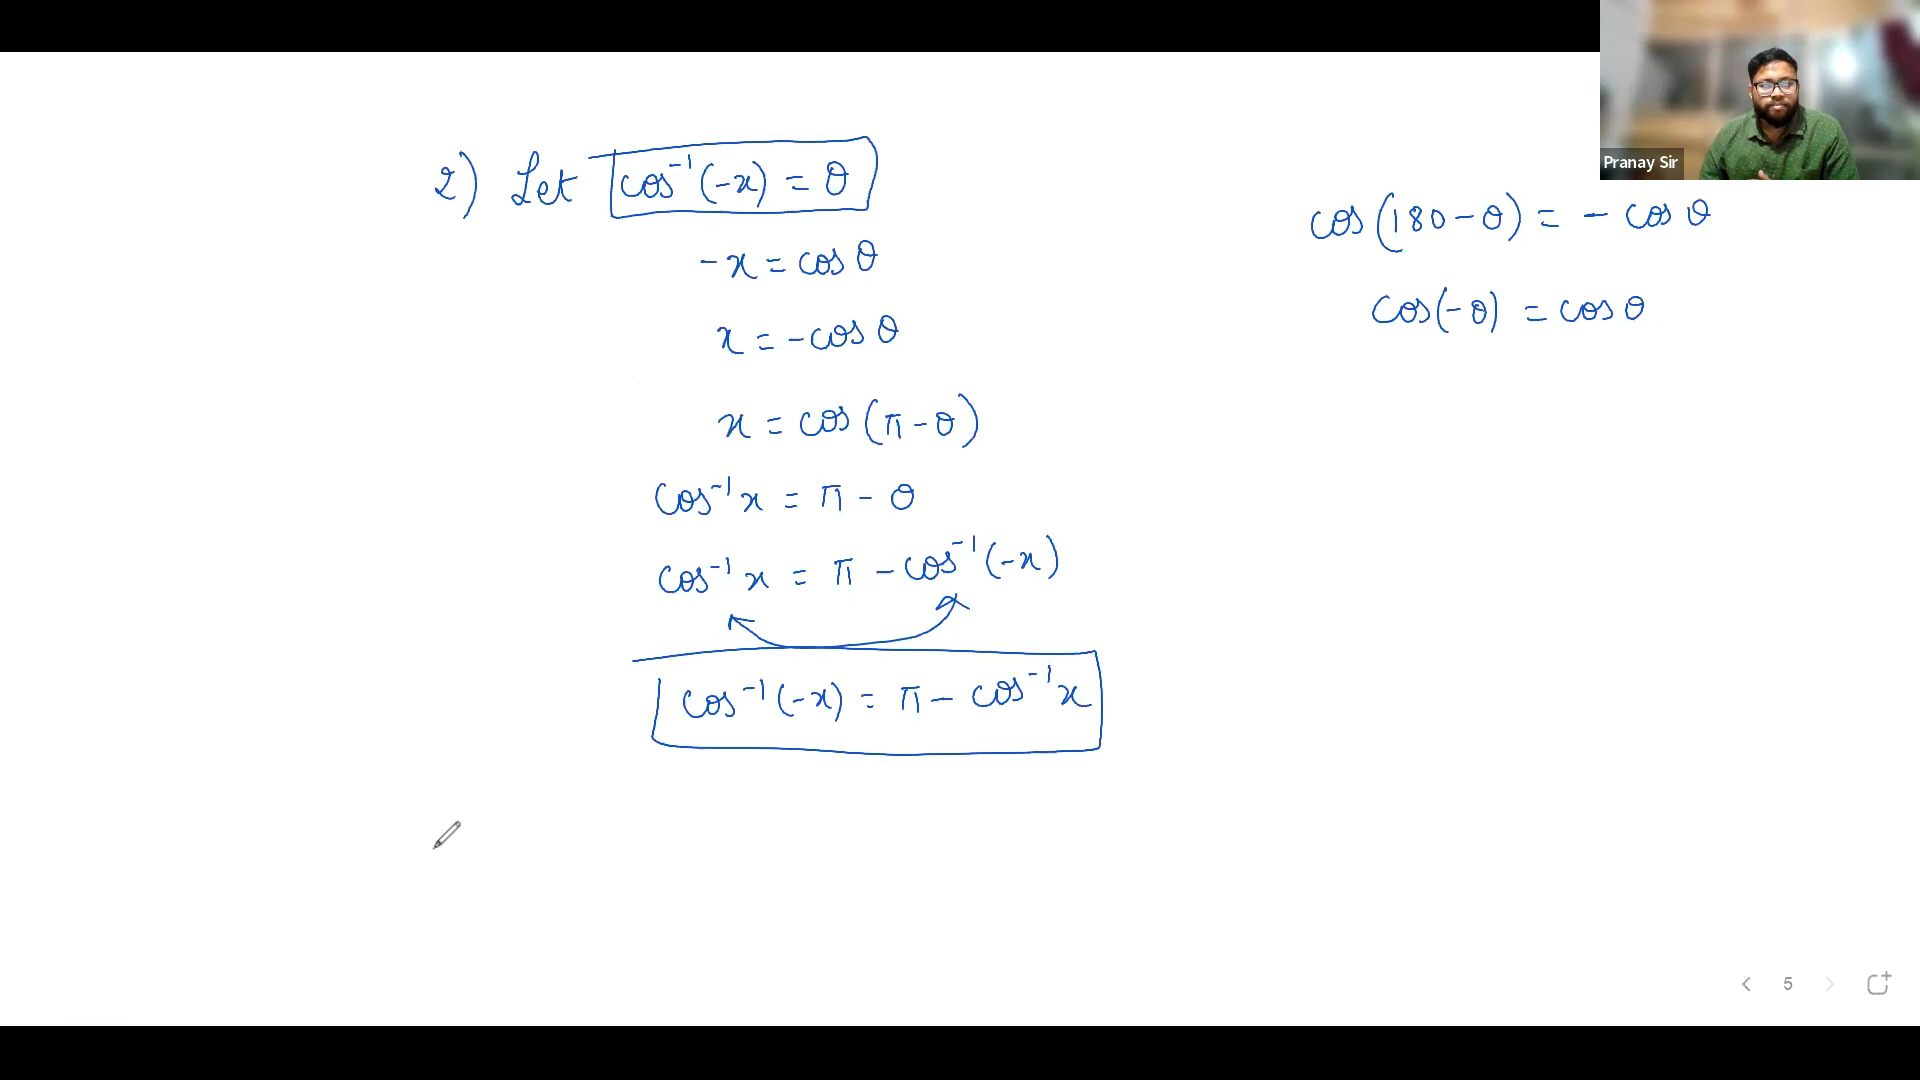 Pranay Sir
2) Let cos⁻¹(-x) = θ
-x = cos θ
x = -cos θ
x = cos(π - θ)
cos⁻¹x = π - θ
cos⁻¹x = π - cos⁻¹(-x)
cos⁻¹(-x) = π - cos⁻¹x
cos(180 - θ) = - cos θ
cos(-θ) = cos θ
5